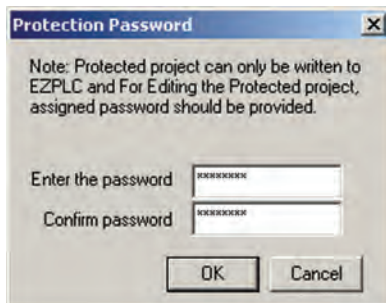 Protection Password
Note: Protected project can only be written to
EZPLC and For Editing the Protected project,
assigned password should be provided.
Enter the password
××××××××
Confirm password
××××××××
OK
Cancel